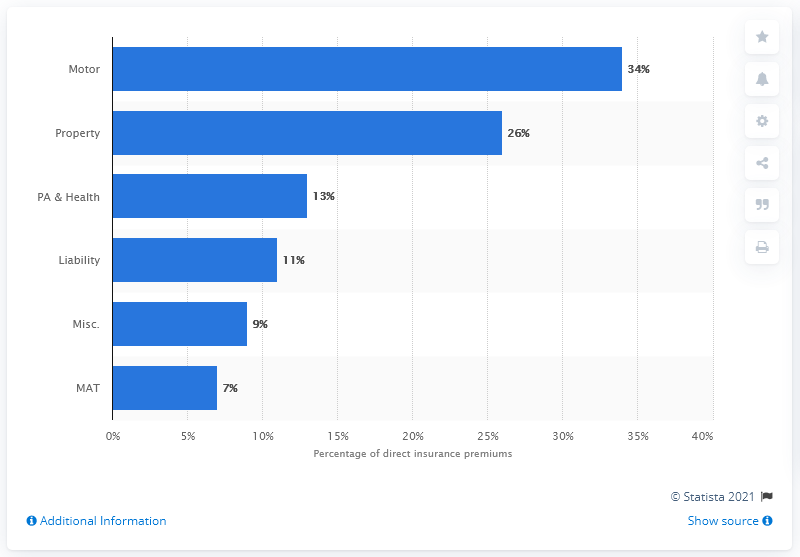 Motor 34%
Property 26%
PA & Health 13%
Liability 11%
Misc. 9%
MAT 7%
0% 5% 10% 15% 20% 25% 30% 35% 40%
Percentage of direct insurance premiums
© Statista 2021
Additional Information Show source